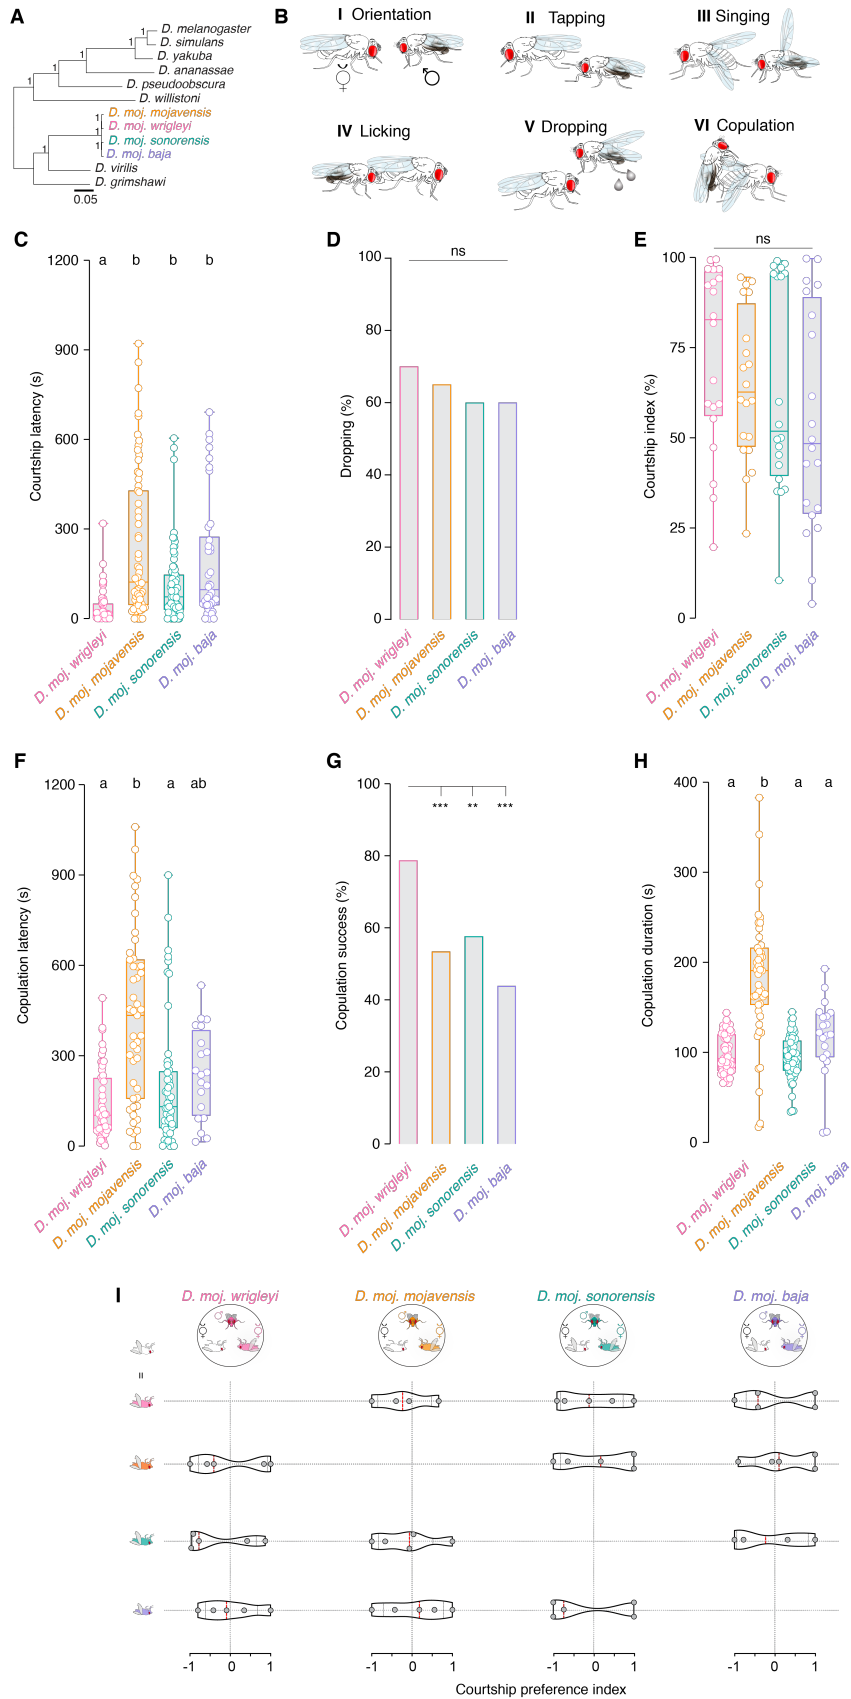 A
D. melanogaster
D. simulans
D. yakuba
D. ananassae
D. pseudoobscura
D. willistoni
D. moj. mojavensis
D. moj. wrigleyi
D. moj. sonorensis
D. moj. baja
D. virilis
D. grimshawi
1
1
1
1
1
1
1
1
0.05
B
I Orientation
II Tapping
III Singing
IV Licking
V Dropping
VI Copulation
C
Courtship latency (s)
1200
900
600
300
0
a b b b
D. moj. wrigleyi
D. moj. mojavensis
D. moj. sonorensis
D. moj. baja
D
Dropping (%)
100
80
60
40
20
0
ns
D. moj. wrigleyi
D. moj. mojavensis
D. moj. sonorensis
D. moj. baja
E
Courtship index (%)
100
75
50
25
0
ns
D. moj. wrigleyi
D. moj. mojavensis
D. moj. sonorensis
D. moj. baja
F
Copulation latency (s)
1200
900
600
300
0
a b a ab
D. moj. wrigleyi
D. moj. mojavensis
D. moj. sonorensis
D. moj. baja
G
Copulation success (%)
100
80
60
40
20
0
*** ** ***
D. moj. wrigleyi
D. moj. mojavensis
D. moj. sonorensis
D. moj. baja
H
Copulation duration (s)
400
300
200
100
0
a b a a
D. moj. wrigleyi
D. moj. mojavensis
D. moj. sonorensis
D. moj. baja
I
D. moj. wrigleyi D. moj. mojavensis D. moj. sonorensis D. moj. baja
=
-1 0 1 -1 0 1 -1 0 1 -1 0 1
Courtship preference index